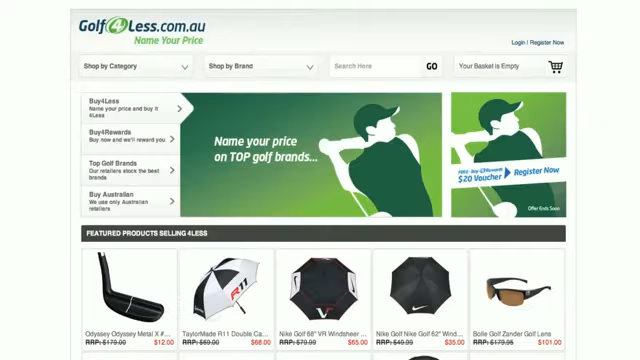 Golf4Less.com.au
Name Your Price
Login / Register Now
Shop by Category
Shop by Brand
Search Here
GO
Your Basket is Empty
Buy4Less
Name your price and buy it
4Less
Buy4Rewards
Buy now and we'll reward you
Top Golf Brands
Our retailers stock the best
brands
Buy Australian
We use only Australian
retailers
Name your price
on TOP golf brands...
FREE - Buy
$20 Voucher
Register Now
Offer Ends Soon
FEATURED PRODUCTS SELLING 4LESS
R11
Odyssey Odyssey Metal X #...
RRP: $179.00 $12.00
TaylorMade R11 Double Ca...
RRP: $69.00 $68.00
Nike Golf 68" VR Windsheer ...
RRP: $79.99 $65.00
Nike Golf Nike Golf 62" Wind...
RRP: $49.99 $35.00
Bolle Golf Zander Golf Lens
RRP: $179.95 $101.00